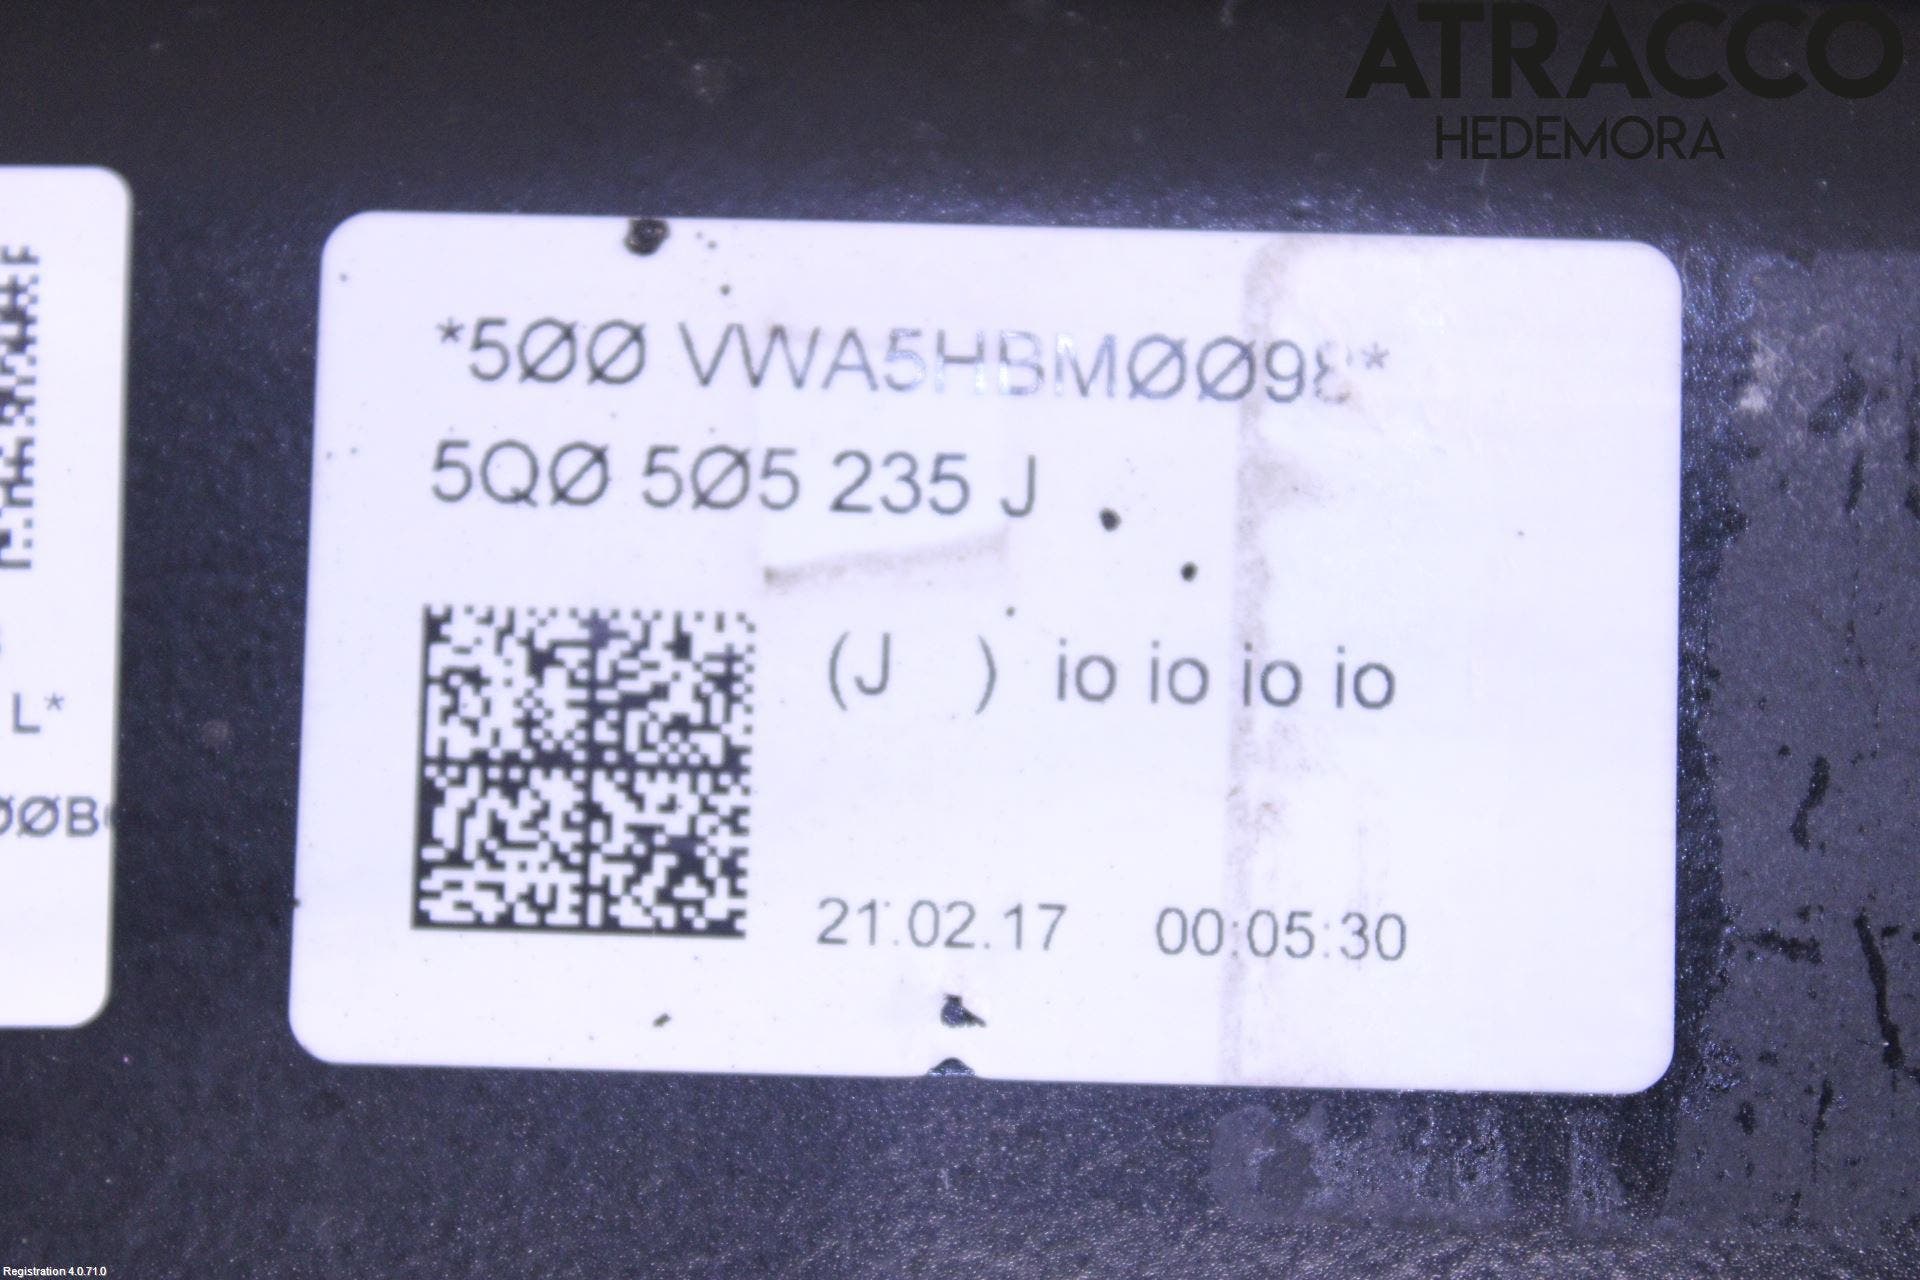 ATRACCO
HEDEMORA
*5ØØ VWA5HBMØØ98*
5QØ 5Ø5 235 J
(J ) io io io io
21.02.17 00:05:30
L*
ØØB
Registration 4.0.71.0